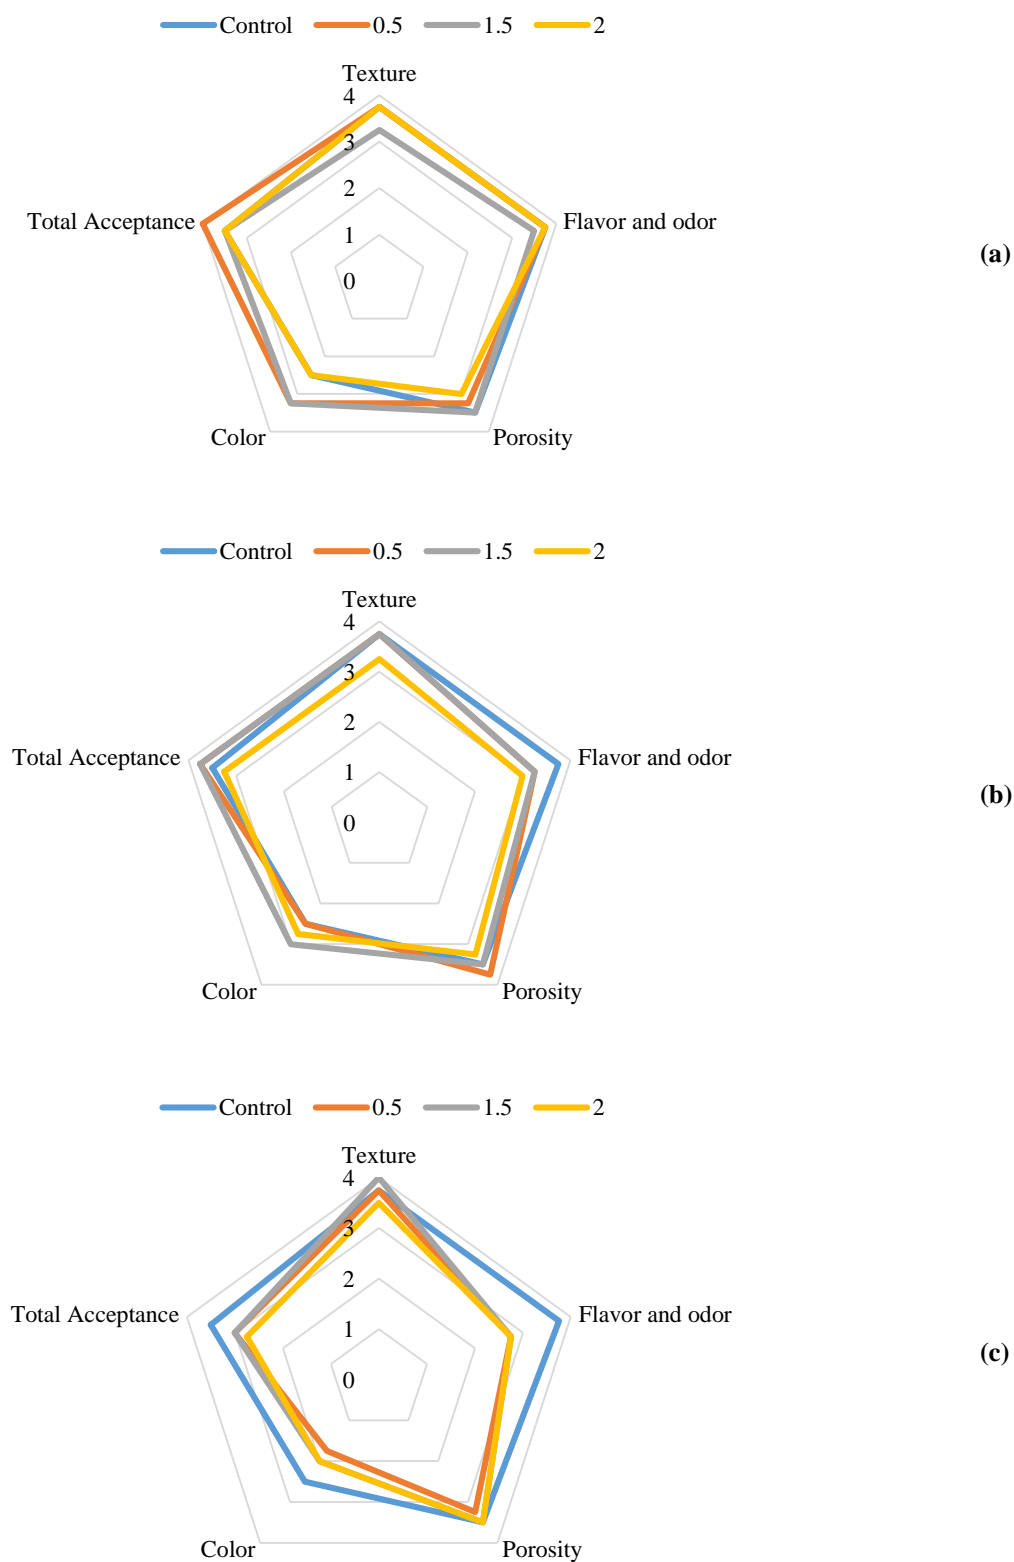 Control 0.5 1.5 2
Texture
4
3
2
Total Acceptance Flavor and odor
1
(a)
0
Color Porosity
Control 0.5 1.5 2
Texture
4
3
2
Total Acceptance Flavor and odor
1
(b)
0
Color Porosity
Control 0.5 1.5 2
Texture
4
3
2
Total Acceptance Flavor and odor
1
(c)
0
Color Porosity